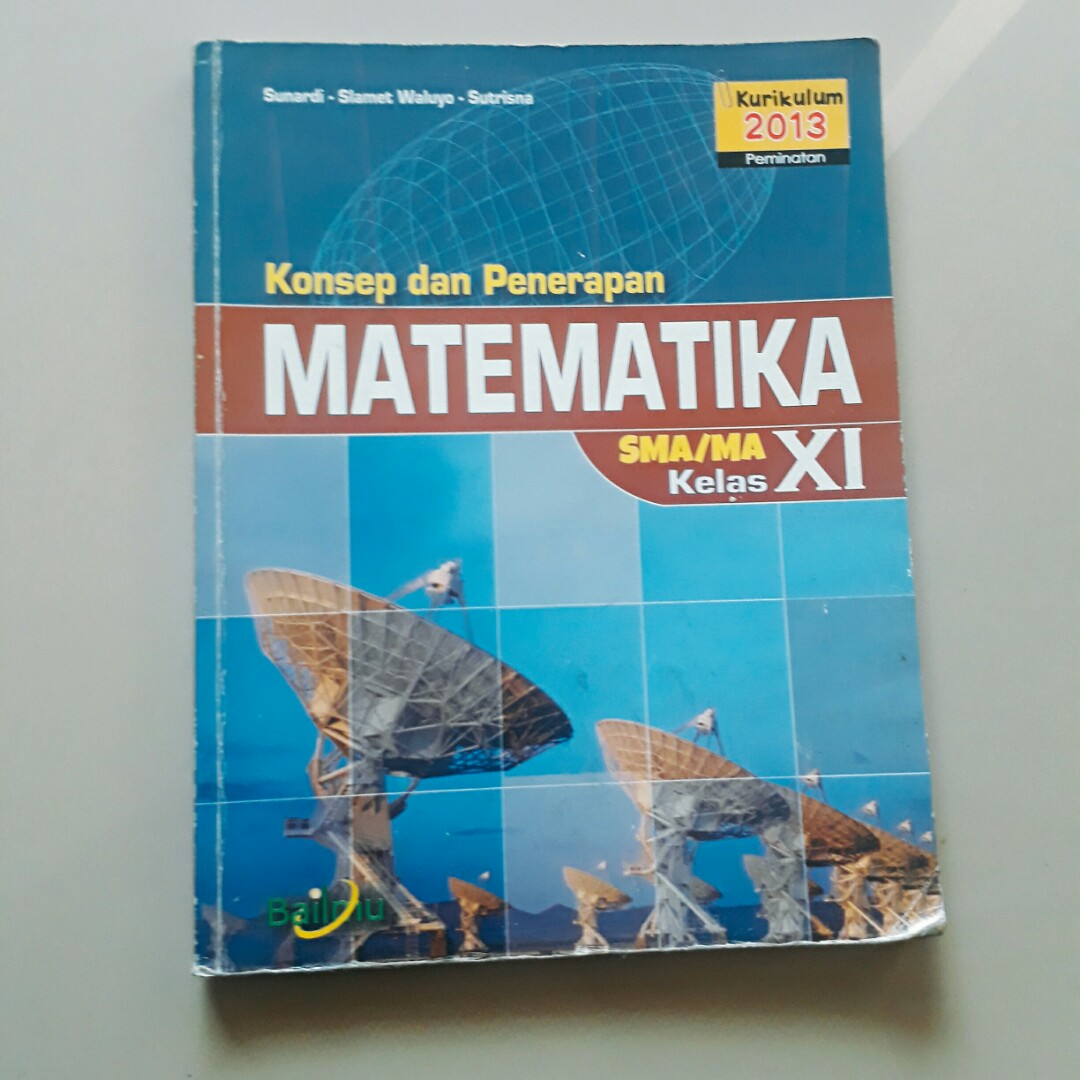 Sunardi - Slamet Waluyo - Sutrisna
Kurikulum
2013
Peminatan
Konsep dan Penerapan
MATEMATIKA
SMA/MA
Kelas XI
Bailmu